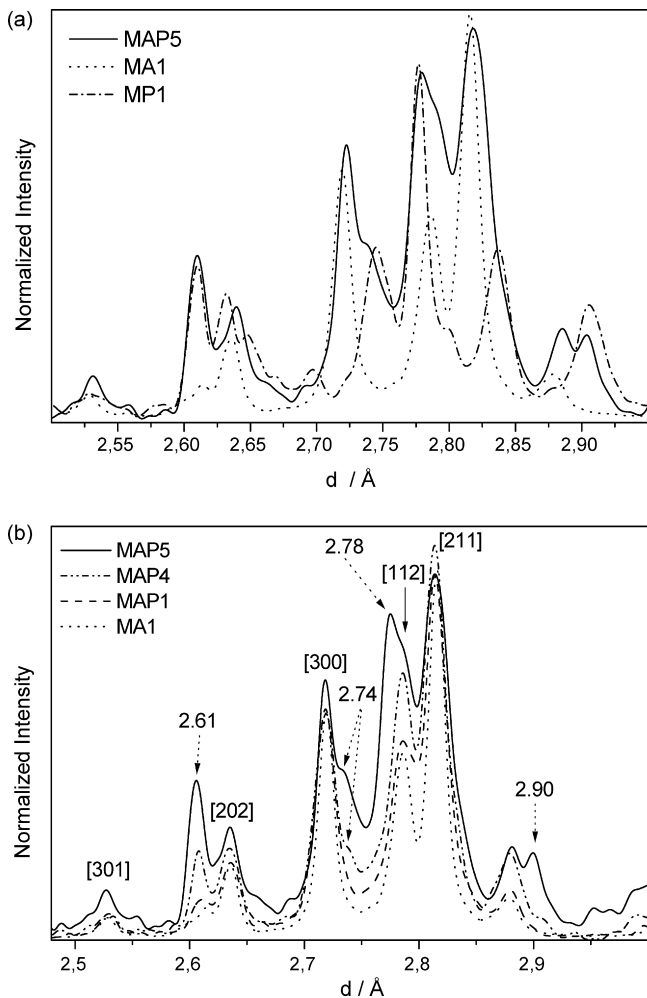 (a)
MAP5
MA1
MP1
Normalized Intensity
2,55 2,60 2,65 2,70 2,75 2,80 2,85 2,90
d / Å
(b)
MAP5
MAP4
MAP1
MA1
2.78
[211]
[112]
[300]
2.74
2.61
2.90
[202]
[301]
Normalized Intensity
2,5 2,6 2,7 2,8 2,9
d / Å